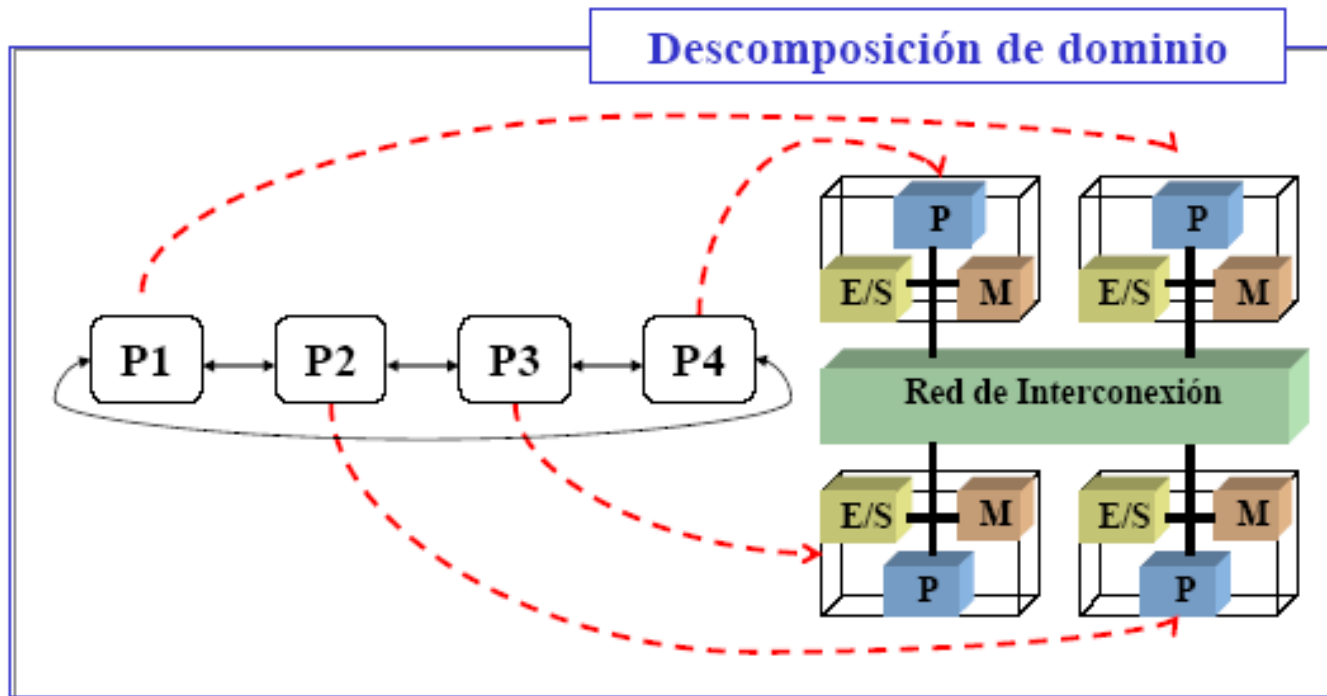 Descomposición de dominio
P
P
E/S
M
E/S
M
P1
P2
P3
P4
Red de Interconexión
E/S
M
E/S
M
P
P